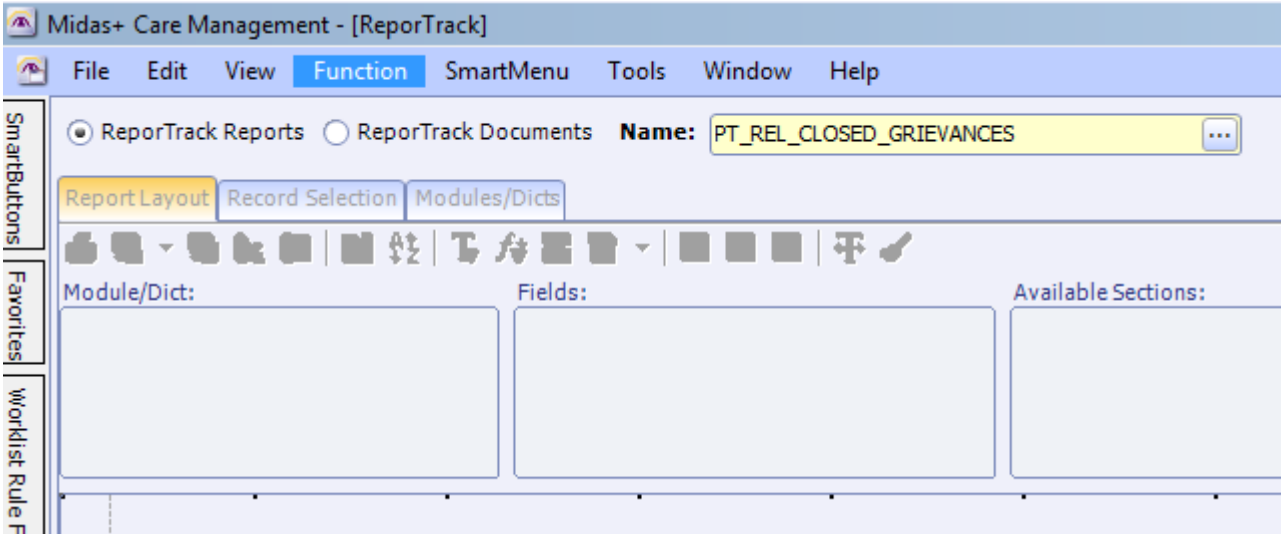 Midas+ Care Management - [ReporTrack]
File Edit View Function SmartMenu Tools Window Help
ReporTrack Reports ReporTrack Documents Name: PT_REL_CLOSED_GRIEVANCES ...
Report Layout Record Selection Modules/Dicts
Module/Dict: Fields: Available Sections:
SmartButtons
Favorites
Worklist Rule F